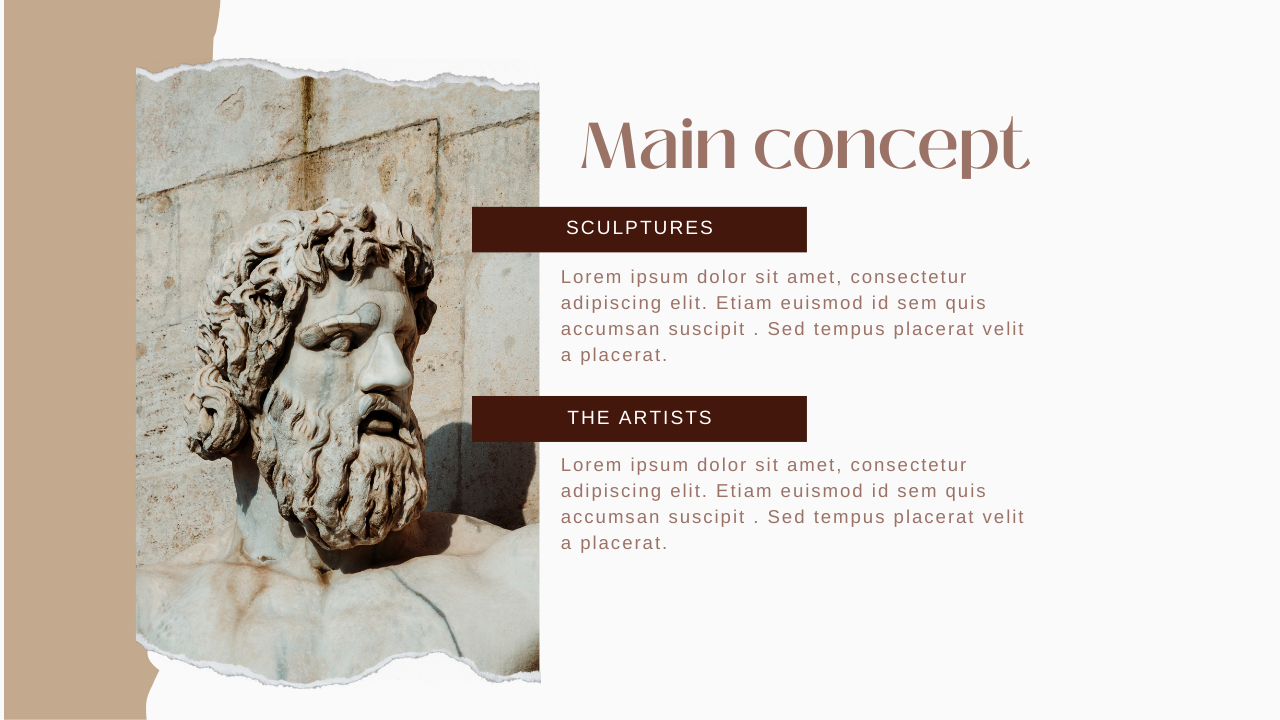 Main concept
SCULPTURES
Lorem ipsum dolor sit amet, consectetur
adipiscing elit. Etiam euismod id sem quis
accumsan suscipit . Sed tempus placerat velit
a placerat.
THE ARTISTS
Lorem ipsum dolor sit amet, consectetur
adipiscing elit. Etiam euismod id sem quis
accumsan suscipit . Sed tempus placerat velit
a placerat.